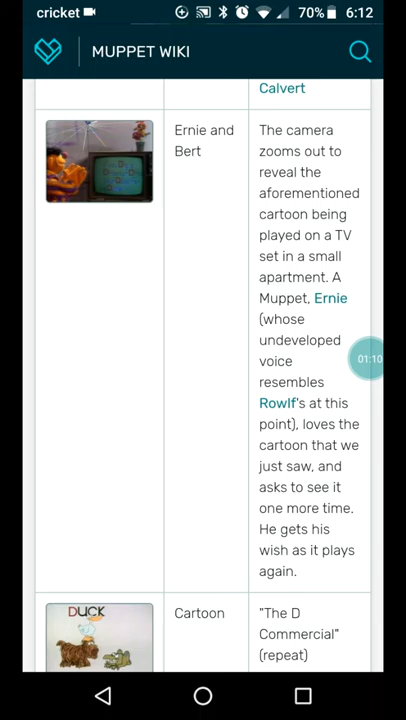 cricket 70% 6:12
MUPPET WIKI
Calvert
Ernie and
Bert
The camera
zooms out to
reveal the
aforementioned
cartoon being
played on a TV
set in a small
apartment. A
Muppet, Ernie
(whose
undeveloped
voice
resembles
Rowlf's at this
point), loves the
cartoon that we
just saw, and
asks to see it
one more time.
He gets his
wish as it plays
again.
01:10
DUCK
Cartoon
"The D
Commercial"
(repeat)